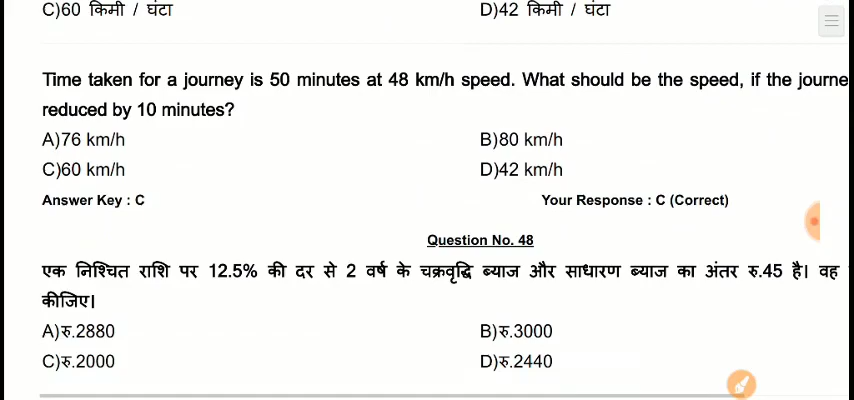 C)60 किमी / घंटा D)42 किमी / घंटा
Time taken for a journey is 50 minutes at 48 km/h speed. What should be the speed, if the journe
reduced by 10 minutes?
A)76 km/h B)80 km/h
C)60 km/h D)42 km/h
Answer Key : C Your Response : C (Correct)
Question No. 48
एक निश्चित राशि पर 12.5% की दर से 2 वर्ष के चक्रवृद्धि ब्याज और साधारण ब्याज का अंतर रु.45 है। वह
कीजिए।
A)रु.2880 B)रु.3000
C)रु.2000 D)रु.2440